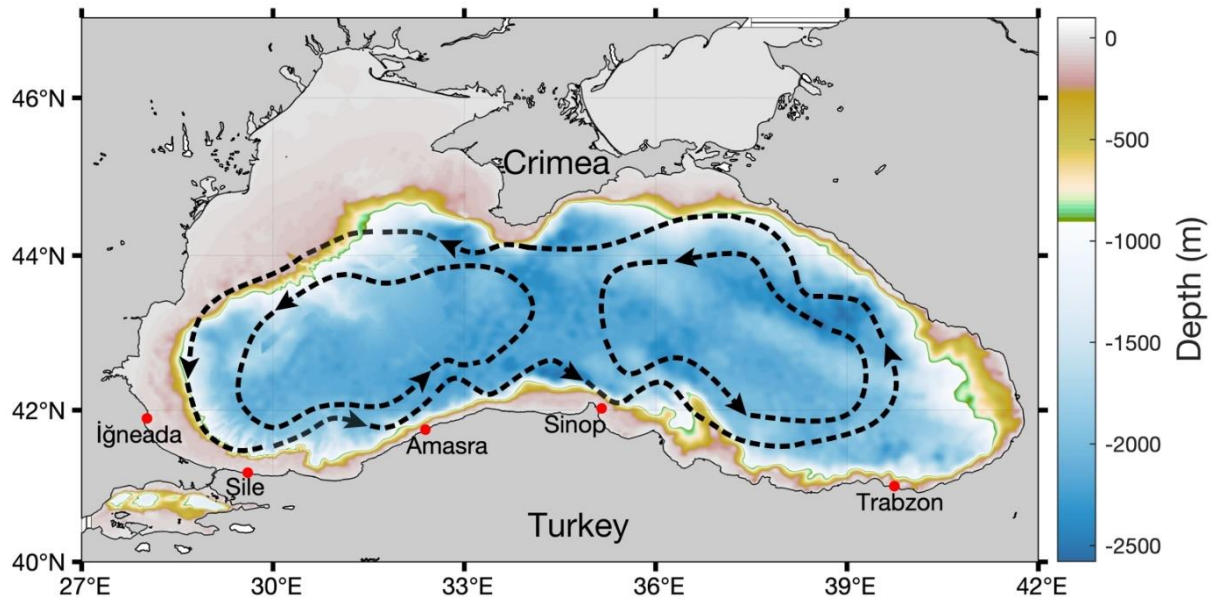 46°N
44°N
42°N
40°N
27°E
30°E
33°E
36°E
39°E
42°E
Crimea
İğneada
Şile
Amasra
Sinop
Trabzon
Turkey
0
-500
-1000
-1500
-2000
-2500
Depth (m)